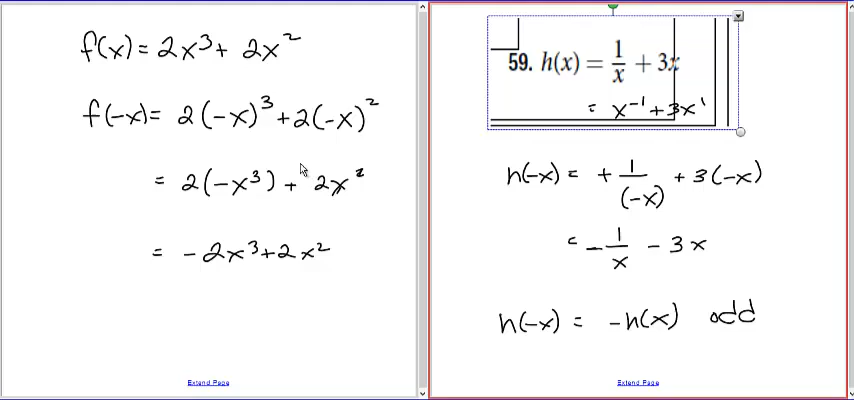 f(x) = 2x³ + 2x²
f(-x) = 2(-x)³ + 2(-x)²
= 2(-x³) + 2x²
= -2x³ + 2x²
Extend Page
59. h(x) = 1/x + 3x
= x⁻¹ + 3x¹
h(-x) = + 1/(-x) + 3(-x)
= - 1/x - 3x
h(-x) = -h(x) odd
Extend Page